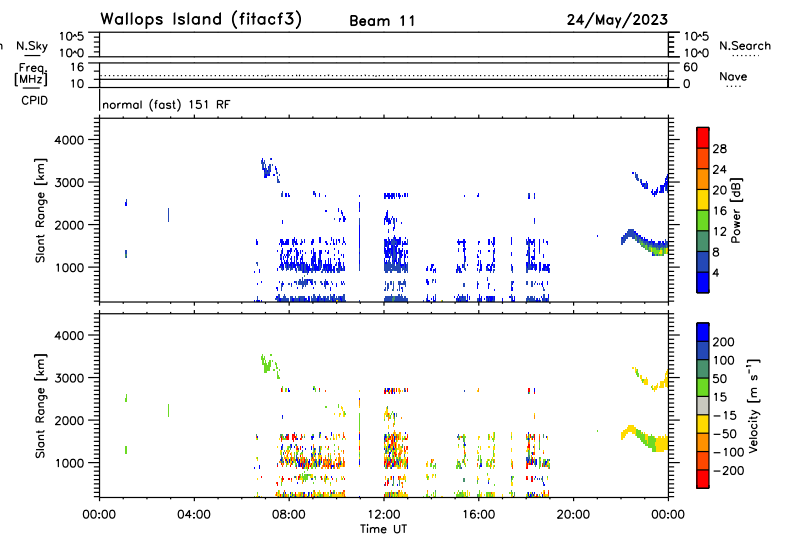 Wallops Island (fitacf3) Beam 11 24/May/2023
n N.Sky 10^5 10^5 N.Search
10^0 10^0
Freq. 16 60 Nave
[MHz] 10 0
CPID normal (fast) 151 RF
Slant Range [km]
4000
3000
2000
1000
28
24
20
16
12
8
4
Power [dB]
Slant Range [km]
4000
3000
2000
1000
200
100
50
15
-15
-50
-100
-200
Velocity [m s⁻¹]
00:00 04:00 08:00 12:00 16:00 20:00 00:00
Time UT